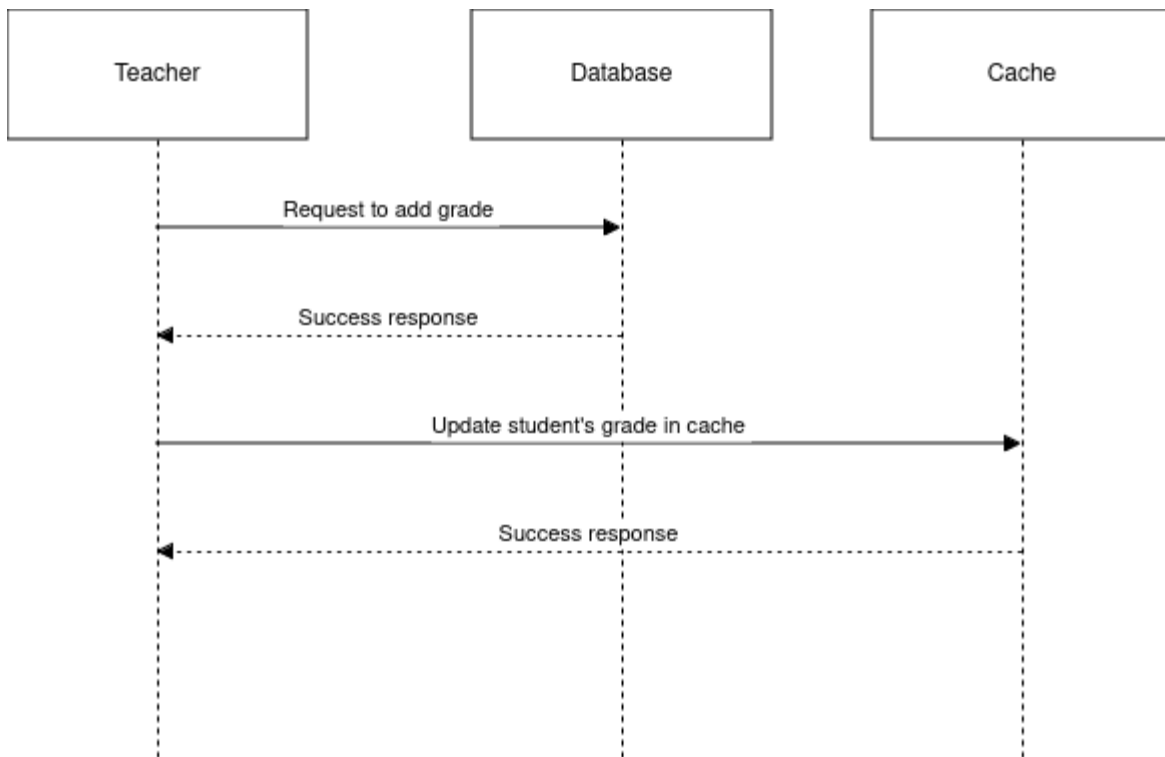 Teacher
Database
Cache
Request to add grade
Success response
Update student's grade in cache
Success response